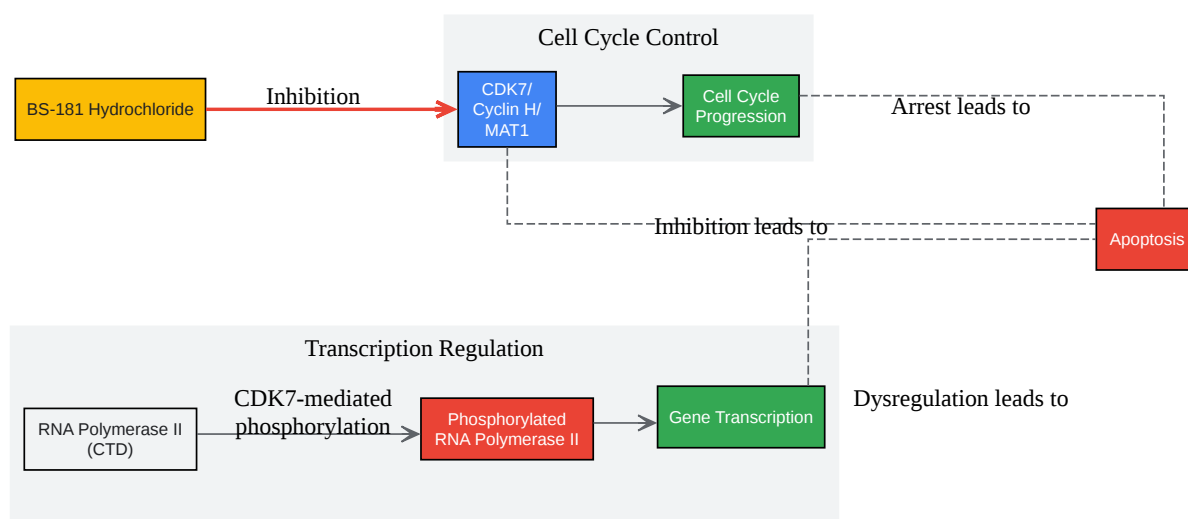 Cell Cycle Control
BS-181 Hydrochloride
Inhibition
CDK7/
Cyclin H/
MAT1
Cell Cycle
Progression
Arrest leads to
Inhibition leads to
Apoptosis
Transcription Regulation
RNA Polymerase II
(CTD)
CDK7-mediated
phosphorylation
Phosphorylated
RNA Polymerase II
Gene Transcription
Dysregulation leads to